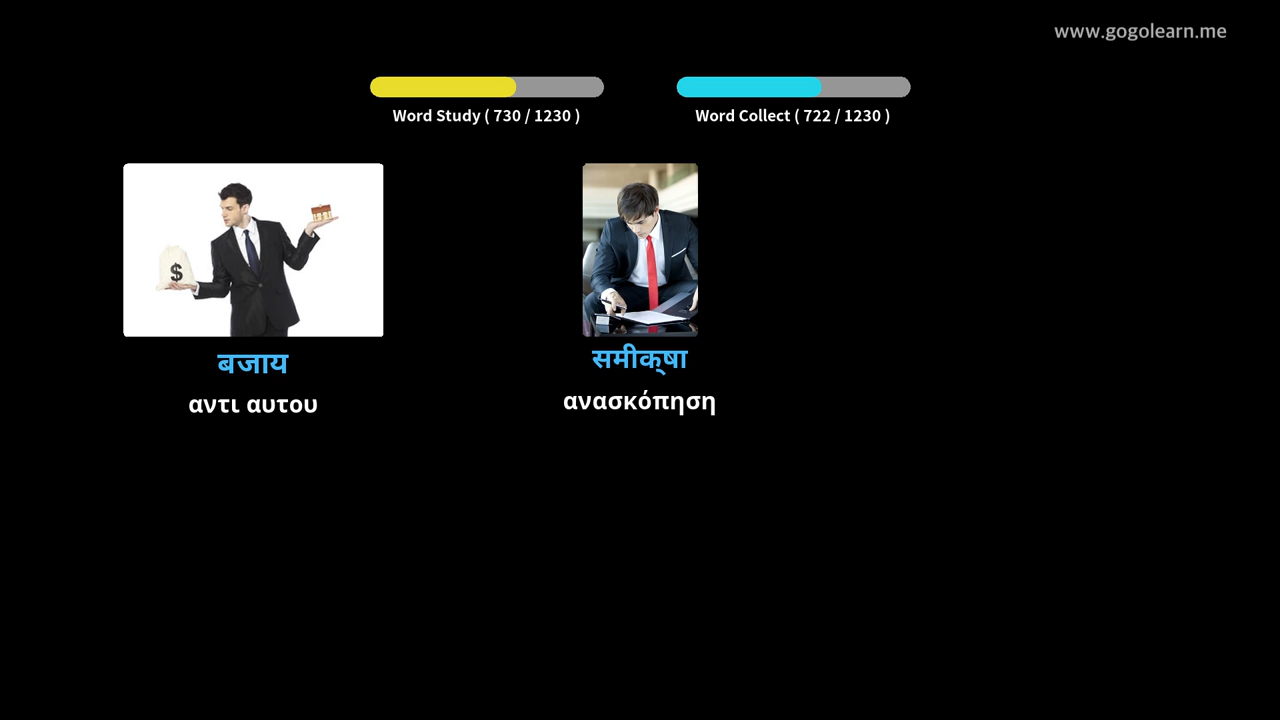 www.gogolearn.me
Word Study ( 730 / 1230 )
Word Collect ( 722 / 1230 )
$
बजाय
समीक्षा
αντι αυτου
ανασκόπηση